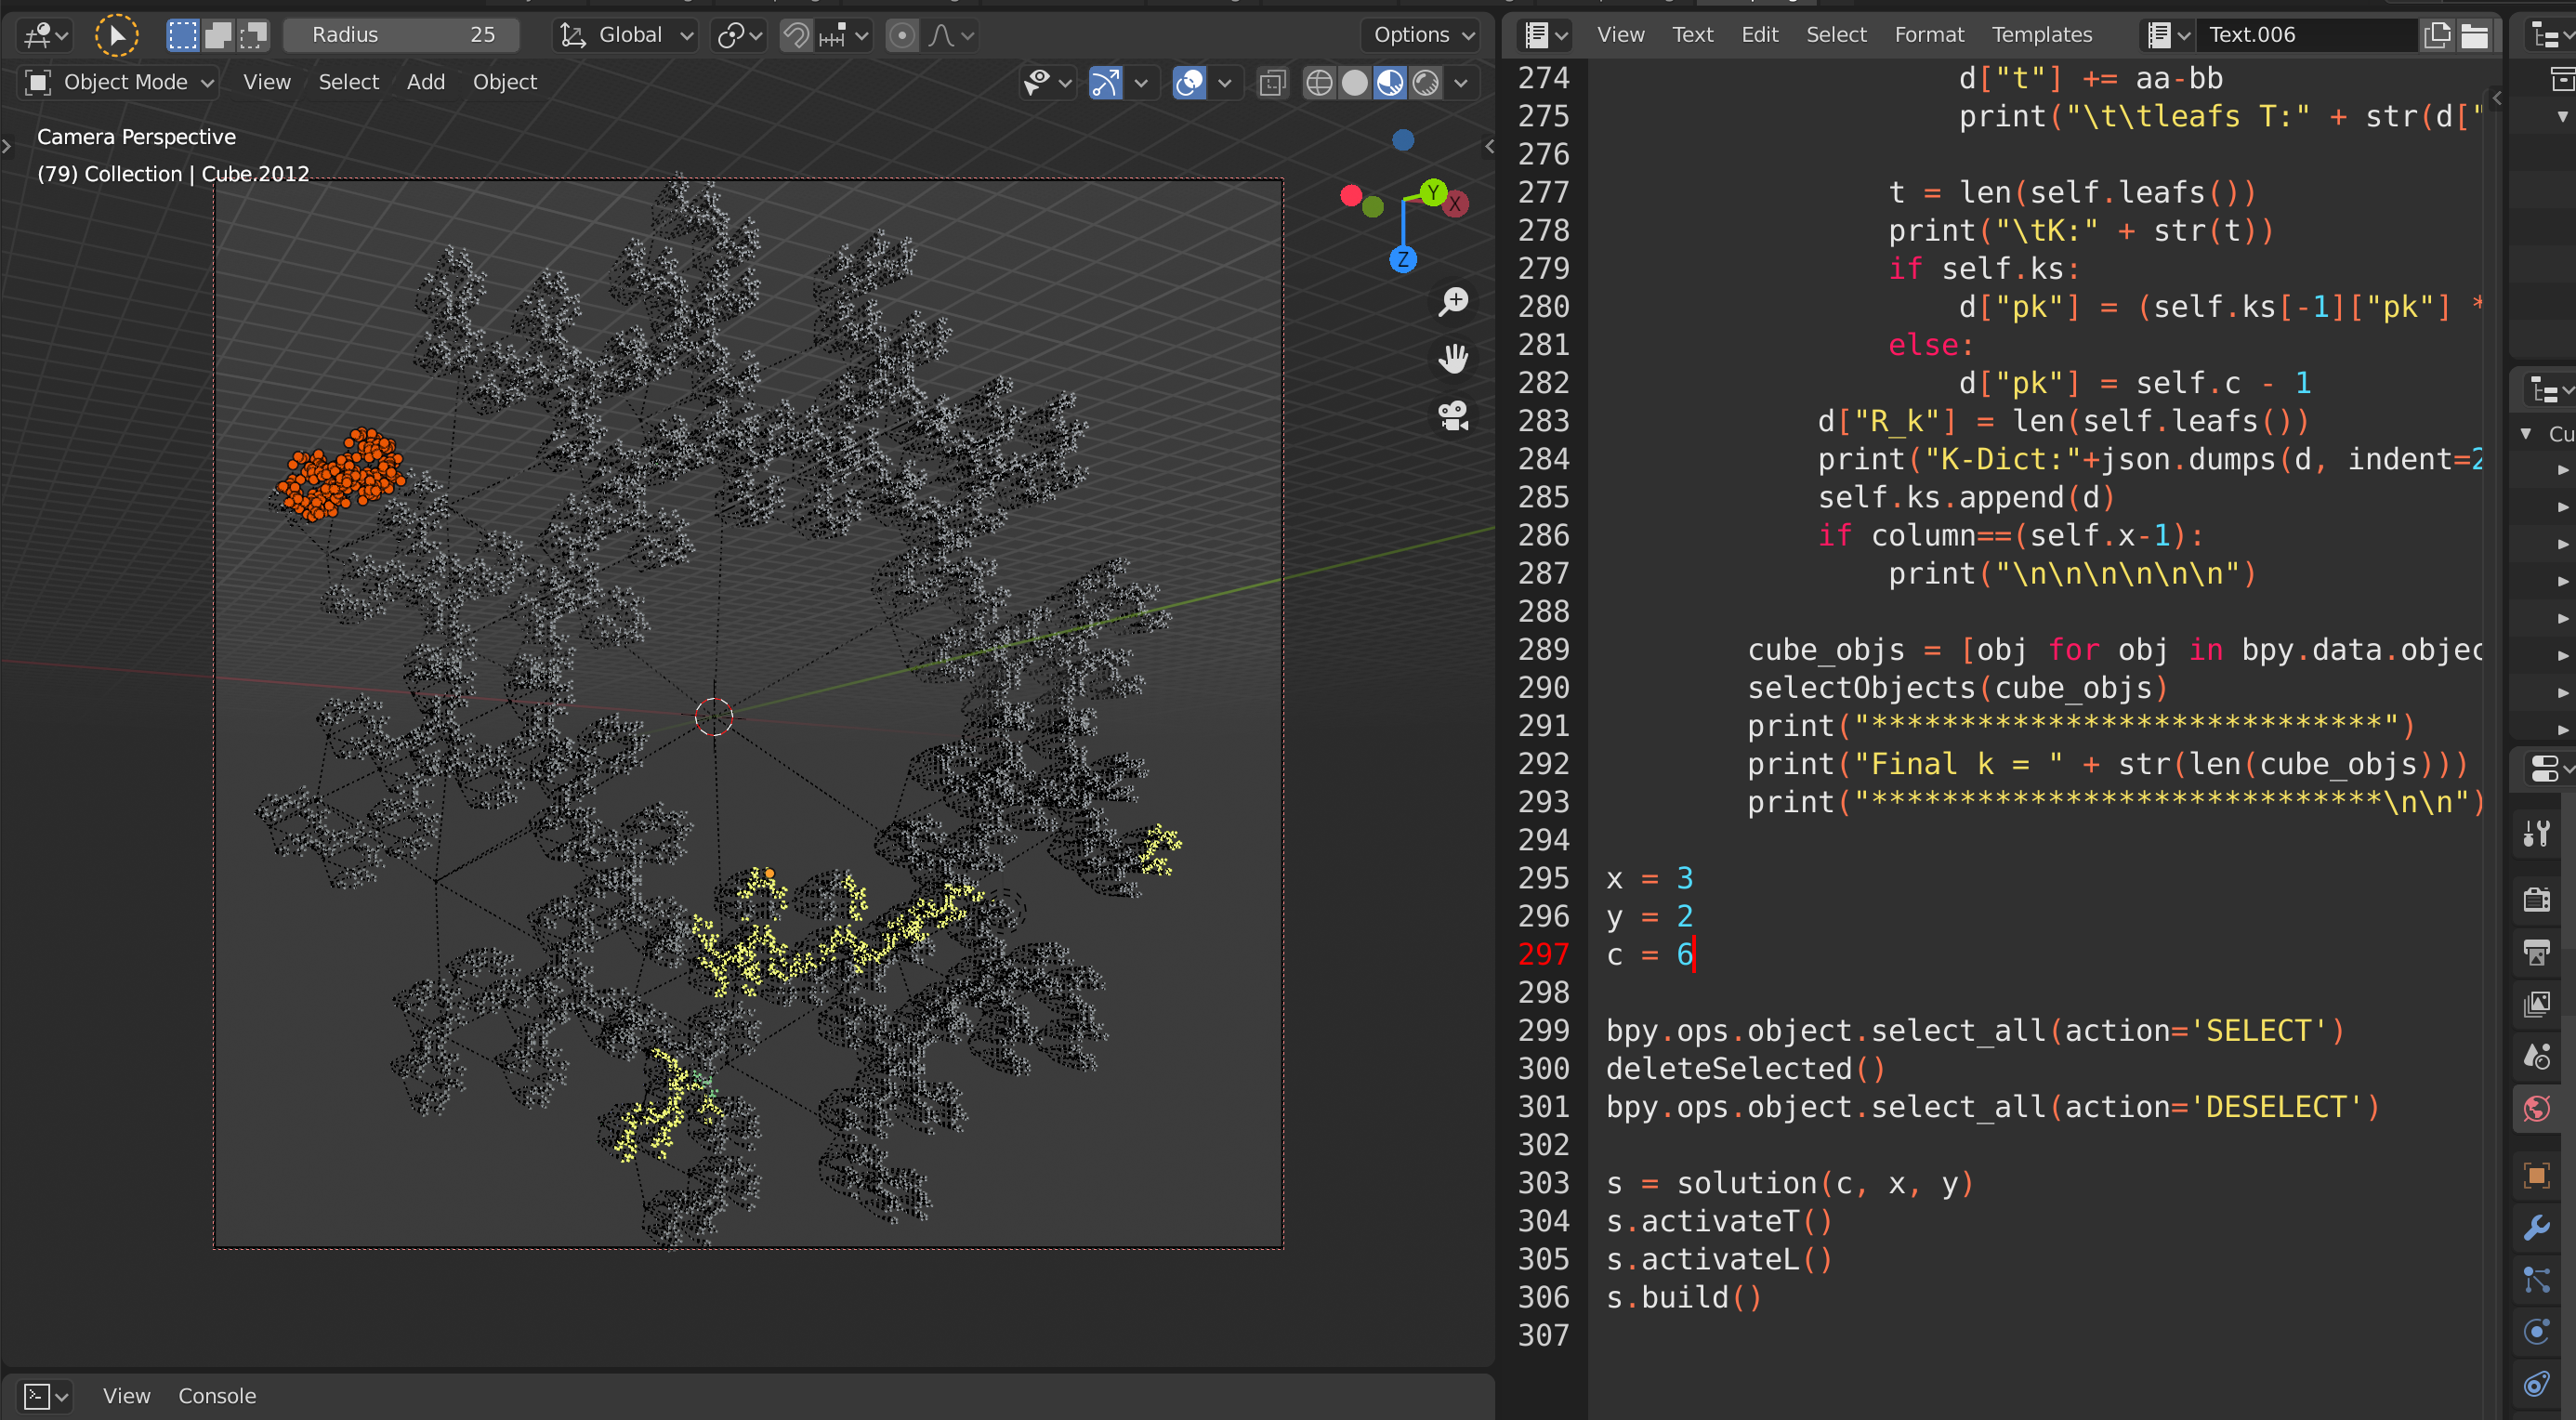 Radius 25
Global
Options
Object Mode
View Select Add Object
Camera Perspective
(79) Collection | Cube.2012
Y
X
Z
View Console
View Text Edit Select Format Templates
Text.006
274 d["t"] += aa-bb
275 print("\t\tleafs T:" + str(d["
276
277 t = len(self.leafs())
278 print("\tK:" + str(t))
279 if self.ks:
280 d["pk"] = (self.ks[-1]["pk"] *
281 else:
282 d["pk"] = self.c - 1
283 d["R_k"] = len(self.leafs())
284 print("K-Dict:"+json.dumps(d, indent=2
285 self.ks.append(d)
286 if column==(self.x-1):
287 print("\n\n\n\n\n\n")
288
289 cube_objs = [obj for obj in bpy.data.objec
290 selectObjects(cube_objs)
291 print("*****************************")
292 print("Final k = " + str(len(cube_objs)))
293 print("*****************************\n\n")
294
295 x = 3
296 y = 2
297 c = 6
298
299 bpy.ops.object.select_all(action='SELECT')
300 deleteSelected()
301 bpy.ops.object.select_all(action='DESELECT')
302
303 s = solution(c, x, y)
304 s.activateT()
305 s.activateL()
306 s.build()
307
Cu